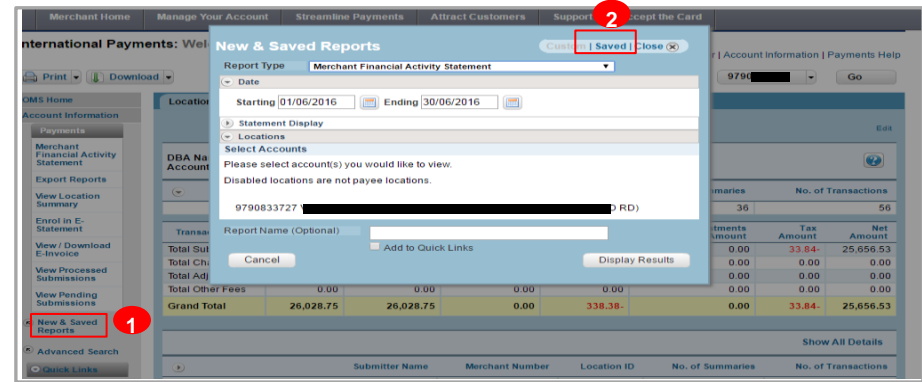 Merchant Home Manage Your Account Streamline Payments Attract Customers Support ccept the Card
2
nternational Payments: Wel
New & Saved Reports
Custom | Saved | Close
r | Account Information | Payments Help
Print Download
Report Type Merchant Financial Activity Statement
9790 Go
Date
OMS Home
Location
Starting 01/06/2016 Ending 30/06/2016
Account Information
Payments
Statement Display
Edit
Merchant
Financial Activity
Statement
Locations
Select Accounts
DBA Na
Account
Please select account(s) you would like to view.
Export Reports
Disabled locations are not payee locations.
View Location
Summary
maries No. of Transactions
9790833727 RD)
36 56
Enrol in E-
Statement
Report Name (Optional)
Transa
tments
Amount
Tax
Amount
Net
Amount
Add to Quick Links
View / Download
E-Invoice
Total Sub 0.00 33.84- 25,656.53
Cancel Display Results
Total Cha 0.00 0.00 0.00
View Processed
Submissions
Total Adj 0.00 0.00 0.00
Total Other Fees 0.00 0.00 0.00 0.00 0.00 0.00 0.00
View Pending
Submissions
Grand Total 26,028.75 26,028.75 0.00 338.38- 0.00 33.84- 25,656.53
New & Saved
Reports
1
Show All Details
Advanced Search
Quick Links
Submitter Name Merchant Number Location ID No. of Summaries No. of Transactions